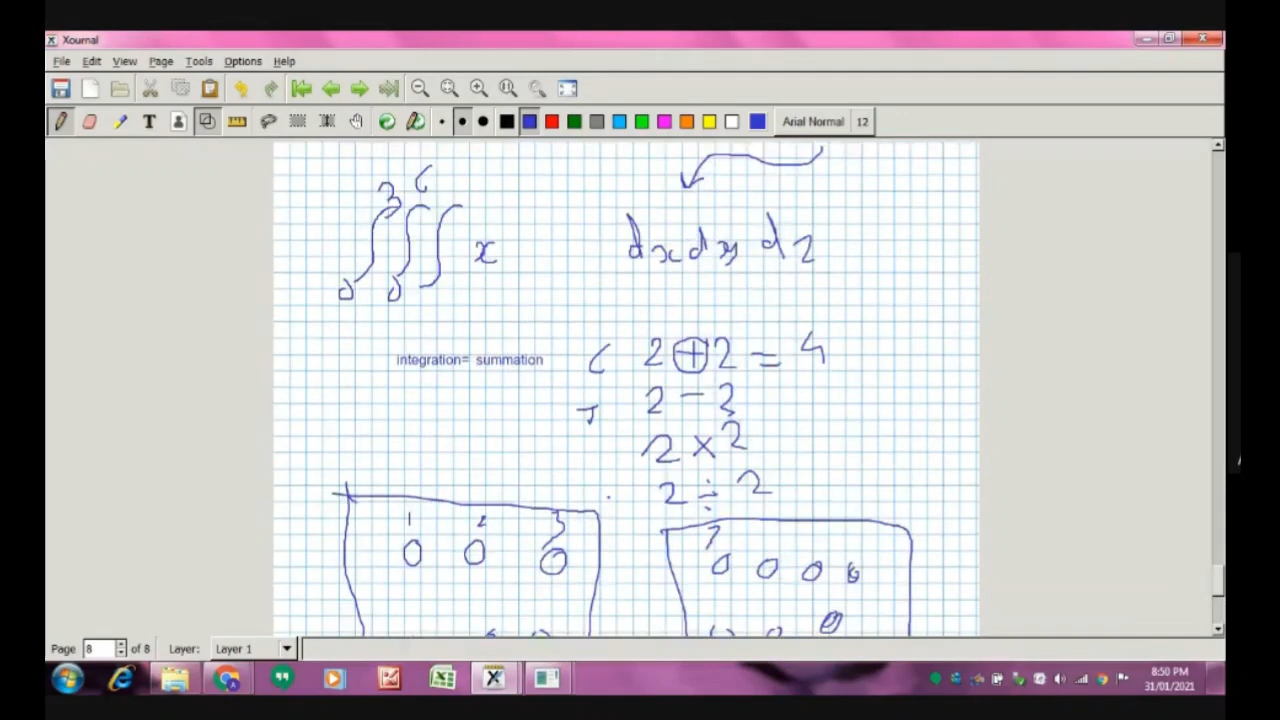 Xournal
File Edit View Page Tools Options Help
Arial Normal 12
3 6
∫ ∫ ∫ x dx dy dz
0 0
integration= summation
2 + 2 = 4
2 - 2
2 × 2
2 ÷ 2
1 2 3
0 0 0
7
0 0 0 8
Page 8 of 8 Layer: Layer 1
8:50 PM
31/01/2021